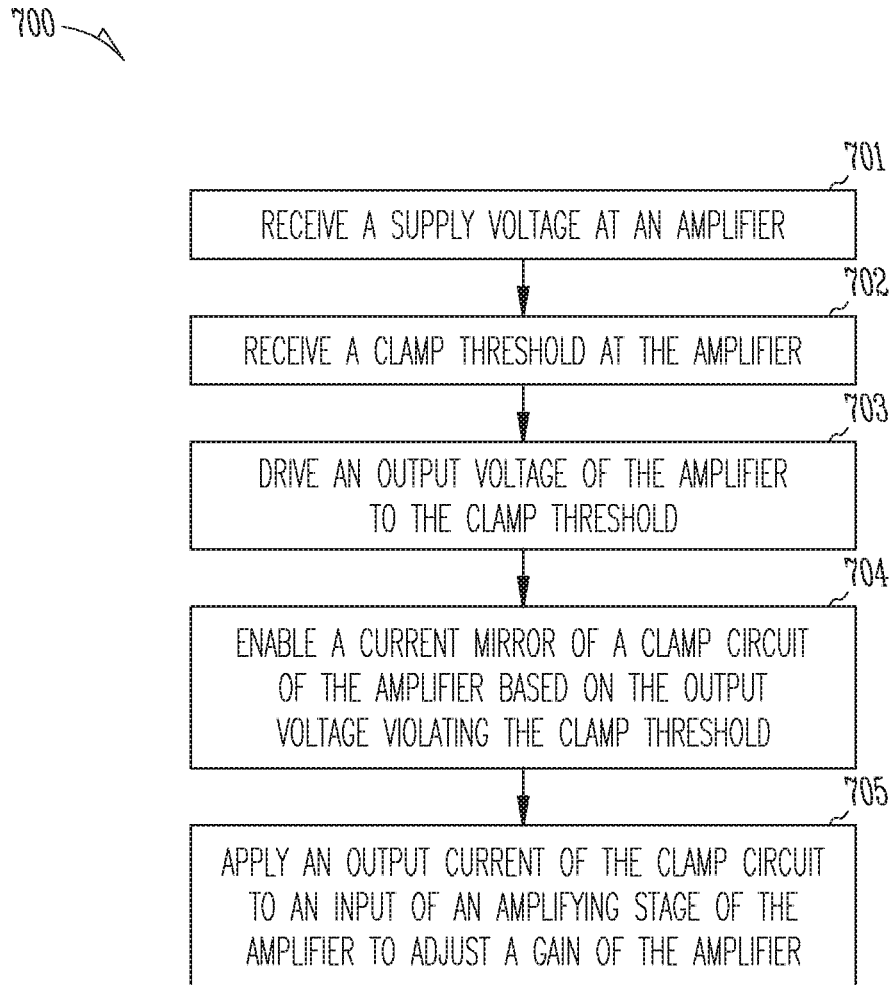 700
701
RECEIVE A SUPPLY VOLTAGE AT AN AMPLIFIER
702
RECEIVE A CLAMP THRESHOLD AT THE AMPLIFIER
703
DRIVE AN OUTPUT VOLTAGE OF THE AMPLIFIER
TO THE CLAMP THRESHOLD
704
ENABLE A CURRENT MIRROR OF A CLAMP CIRCUIT
OF THE AMPLIFIER BASED ON THE OUTPUT
VOLTAGE VIOLATING THE CLAMP THRESHOLD
705
APPLY AN OUTPUT CURRENT OF THE CLAMP CIRCUIT
TO AN INPUT OF AN AMPLIFYING STAGE OF THE
AMPLIFIER TO ADJUST A GAIN OF THE AMPLIFIER